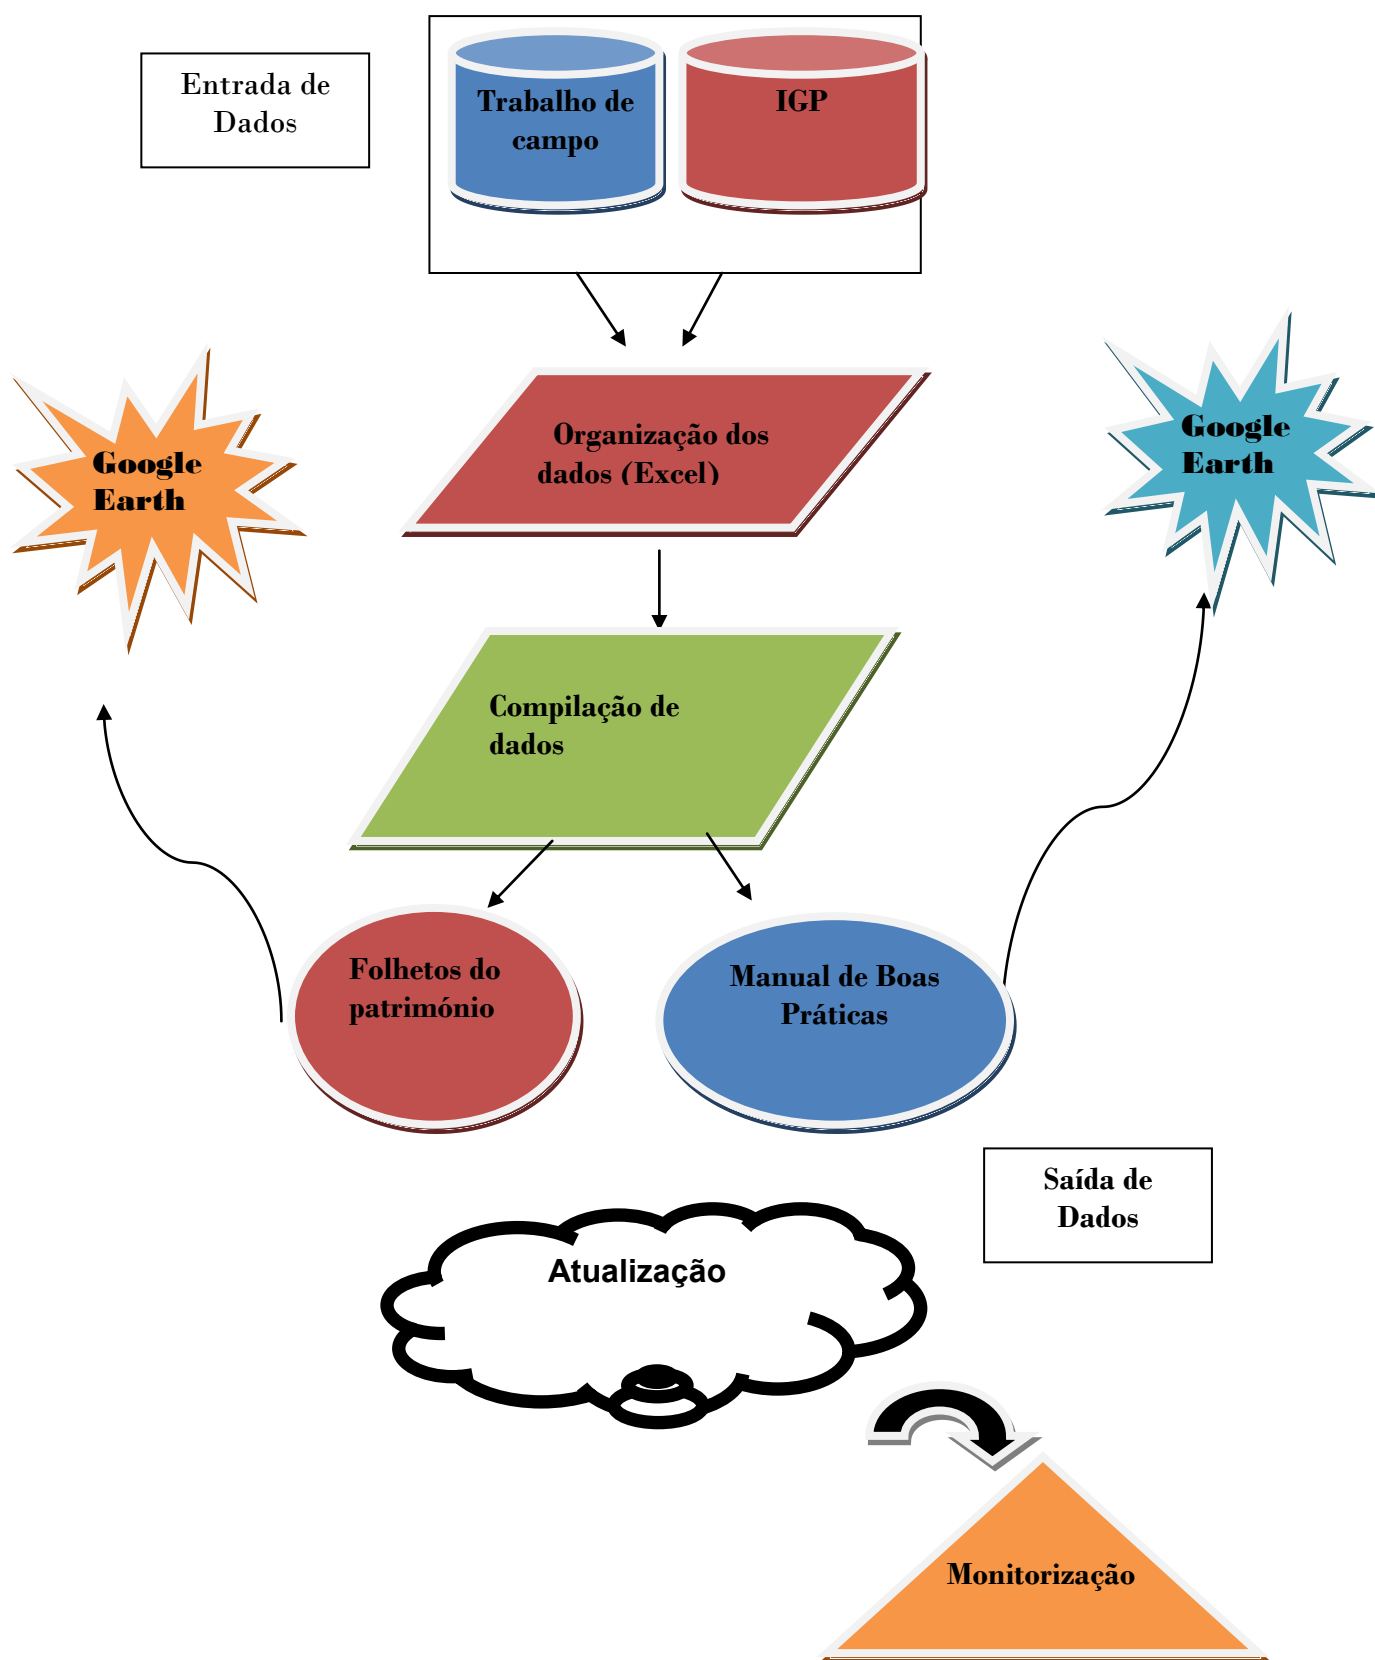 Entrada de
Dados
Trabalho de
campo
IGP
Organização dos
dados (Excel)
Google
Earth
Google
Earth
Compilação de
dados
Folhetos do
património
Manual de Boas
Práticas
Saída de
Dados
Atualização
Monitorização